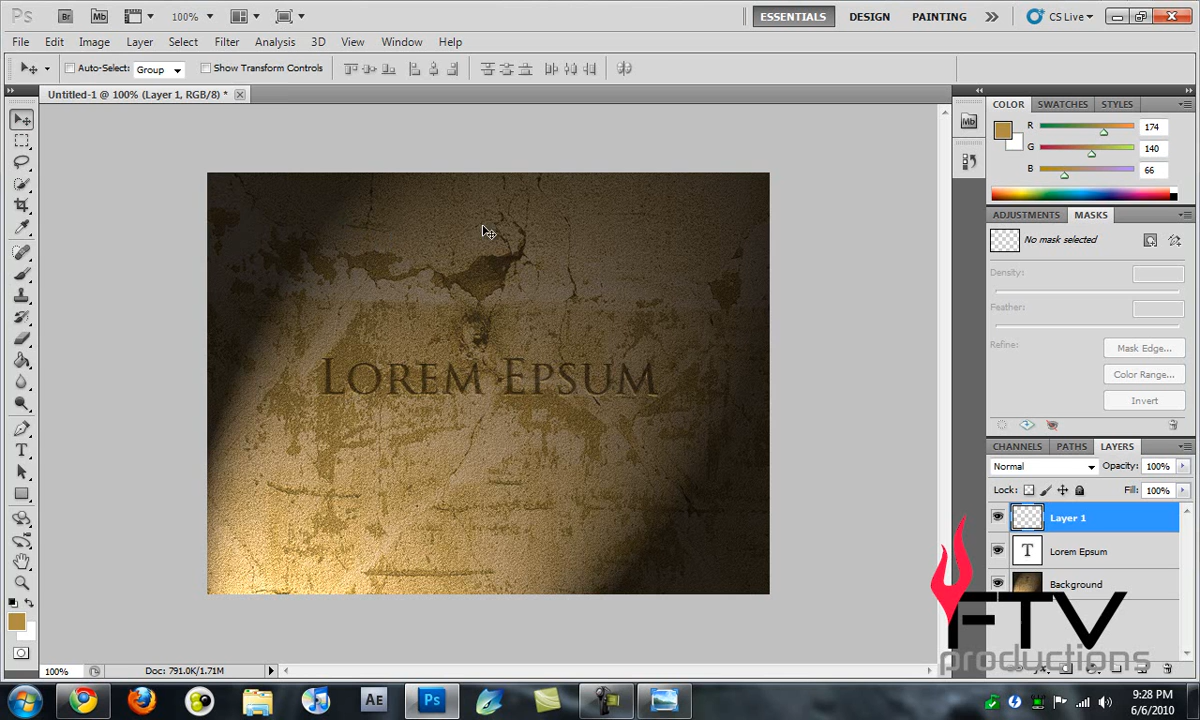 Ps Br Mb 100% ESSENTIALS DESIGN PAINTING CS Live
File Edit Image Layer Select Filter Analysis 3D View Window Help
Auto-Select: Group Show Transform Controls
Untitled-1 @ 100% (Layer 1, RGB/8) *
COLOR SWATCHES STYLES
Mb
R 174
G 140
B 66
ADJUSTMENTS MASKS
No mask selected
Density:
Feather:
Refine: Mask Edge...
Color Range...
Invert
LOREM EPSUM
CHANNELS PATHS LAYERS
Normal Opacity: 100%
Lock: Fill: 100%
Layer 1
T Lorem Epsum
Background
FTV
productions
100% Doc: 791.0K/1.71M
AE Ps
9:28 PM
6/6/2010